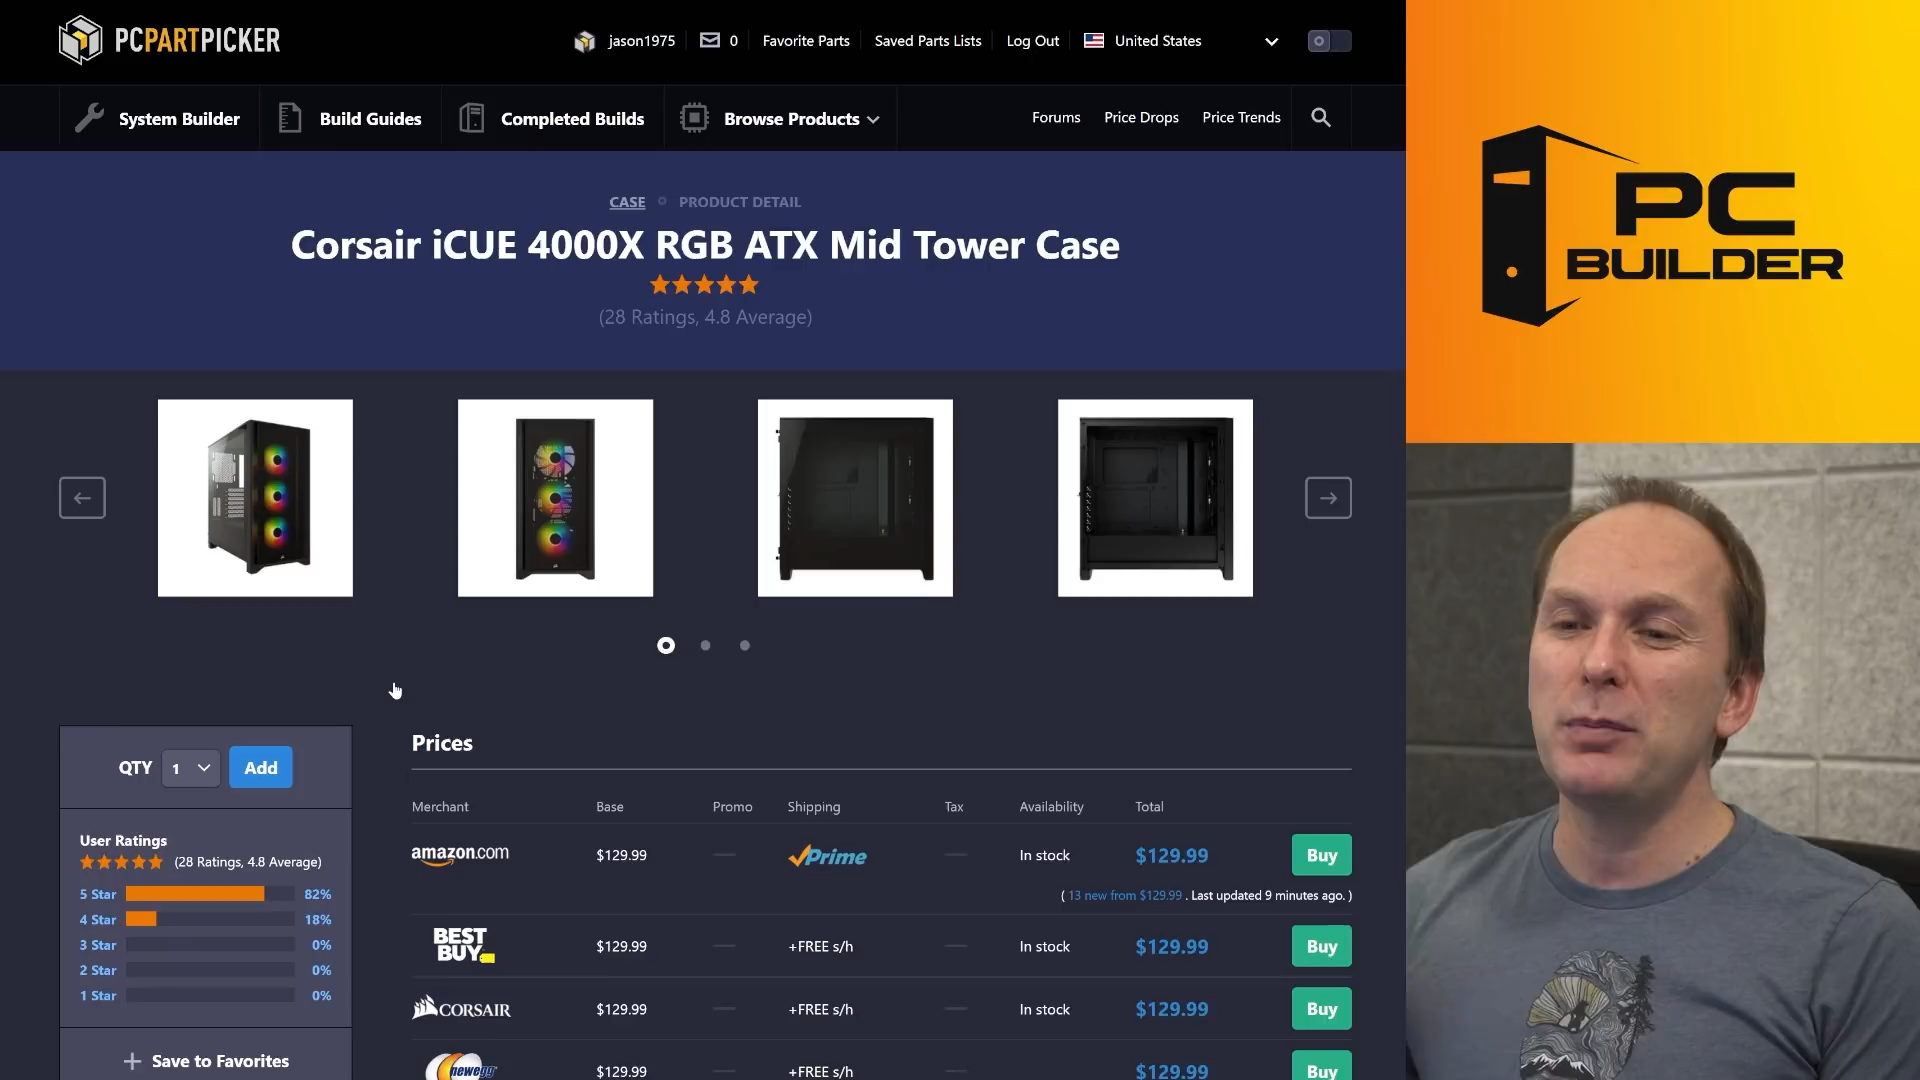 PCPARTPICKER
jason1975
0
Favorite Parts
Saved Parts Lists
Log Out
United States
System Builder
Build Guides
Completed Builds
Browse Products
Forums
Price Drops
Price Trends
CASE
PRODUCT DETAIL
Corsair iCUE 4000X RGB ATX Mid Tower Case
(28 Ratings, 4.8 Average)
QTY 1 Add
User Ratings
(28 Ratings, 4.8 Average)
5 Star 82%
4 Star 18%
3 Star 0%
2 Star 0%
1 Star 0%
+ Save to Favorites
Prices
Merchant Base Promo Shipping Tax Availability Total
amazon.com $129.99 — Prime — In stock $129.99 Buy
( 13 new from $129.99 . Last updated 9 minutes ago. )
BEST BUY $129.99 — +FREE s/h — In stock $129.99 Buy
CORSAIR $129.99 — +FREE s/h — In stock $129.99 Buy
newegg $129.99 +FREE s/h $129.99 Buy
PC
BUILDER